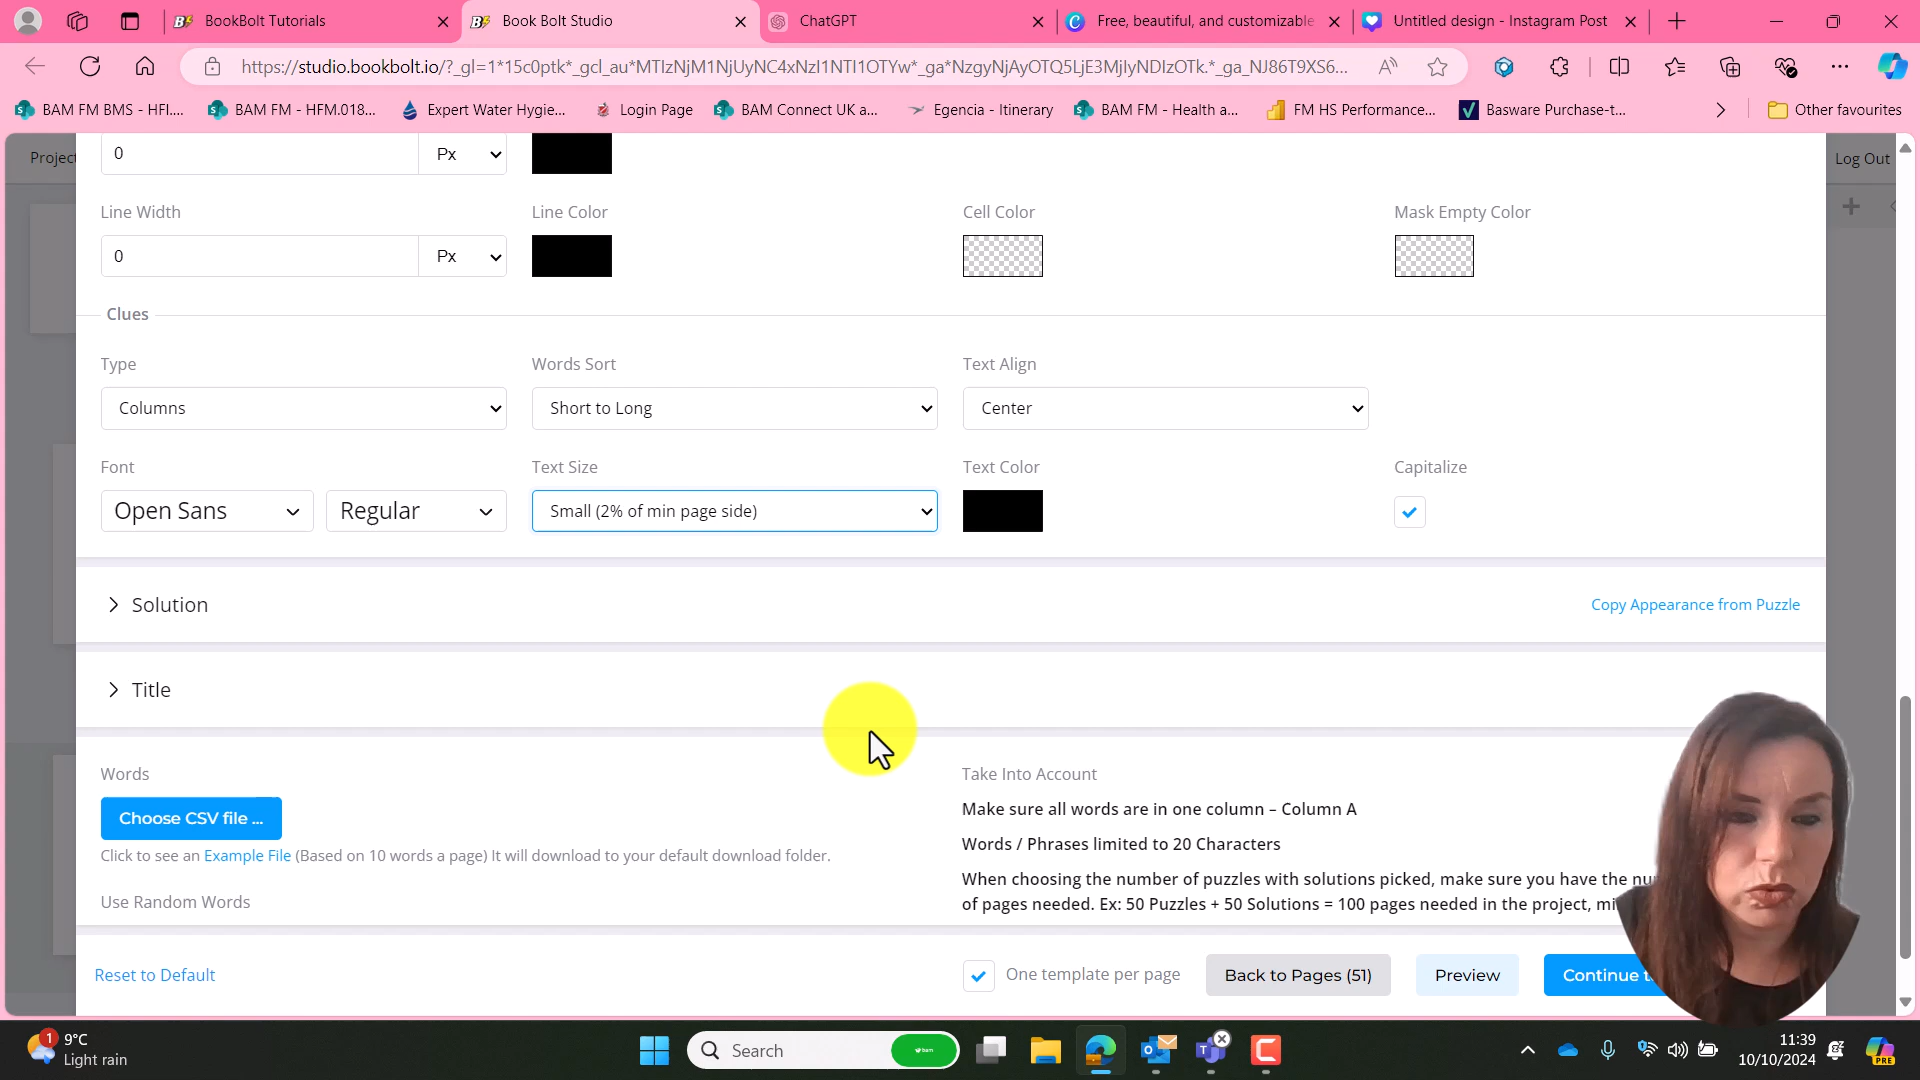 BookBolt Tutorials
Book Bolt Studio
ChatGPT
Free, beautiful, and customizable
Untitled design - Instagram Post
https://studio.bookbolt.io/?_gl=1*15c0ptk*_gcl_au*MTIzNjM1NjUyNC4xNzI1NTI1OTYw*_ga*NzgyNjAyOTQ5LjE3MjIyNDIzOTk.*_ga_NJ86T9XS6...
BAM FM BMS - HFI....
BAM FM - HFM.018...
Expert Water Hygie...
Login Page
BAM Connect UK a...
Egencia - Itinerary
BAM FM - Health a...
FM HS Performance...
Basware Purchase-t...
Other favourites
Project
Log Out
0 Px
Line Width
Line Color
Cell Color
Mask Empty Color
0 Px
Clues
Type
Words Sort
Text Align
Columns
Short to Long
Center
Font
Text Size
Text Color
Capitalize
Open Sans
Regular
Small (2% of min page side)
Solution
Copy Appearance from Puzzle
Title
Words
Take Into Account
Choose CSV file ...
Make sure all words are in one column – Column A
Click to see an Example File (Based on 10 words a page) It will download to your default download folder.
Words / Phrases limited to 20 Characters
Use Random Words
When choosing the number of puzzles with solutions picked, make sure you have the
of pages needed. Ex: 50 Puzzles + 50 Solutions = 100 pages needed in the project,
Reset to Default
One template per page
Back to Pages (51)
Preview
Continue
1
9°C
Light rain
Search
bam
11:39
10/10/2024
PRE